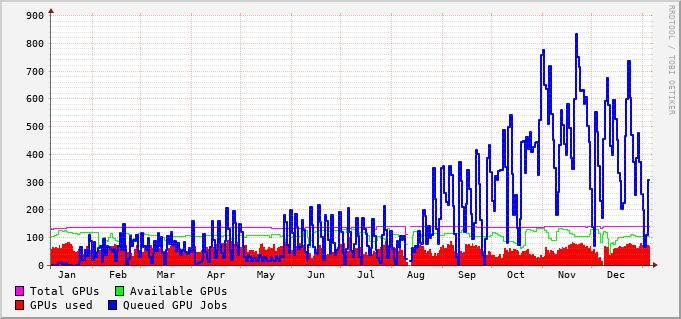 900
800
700
600
500
400
300
200
100
0
Jan Feb Mar Apr May Jun Jul Aug Sep Oct Nov Dec
Total GPUs Available GPUs
GPUs used Queued GPU Jobs
RRDTOOL / TOBI OETIKER